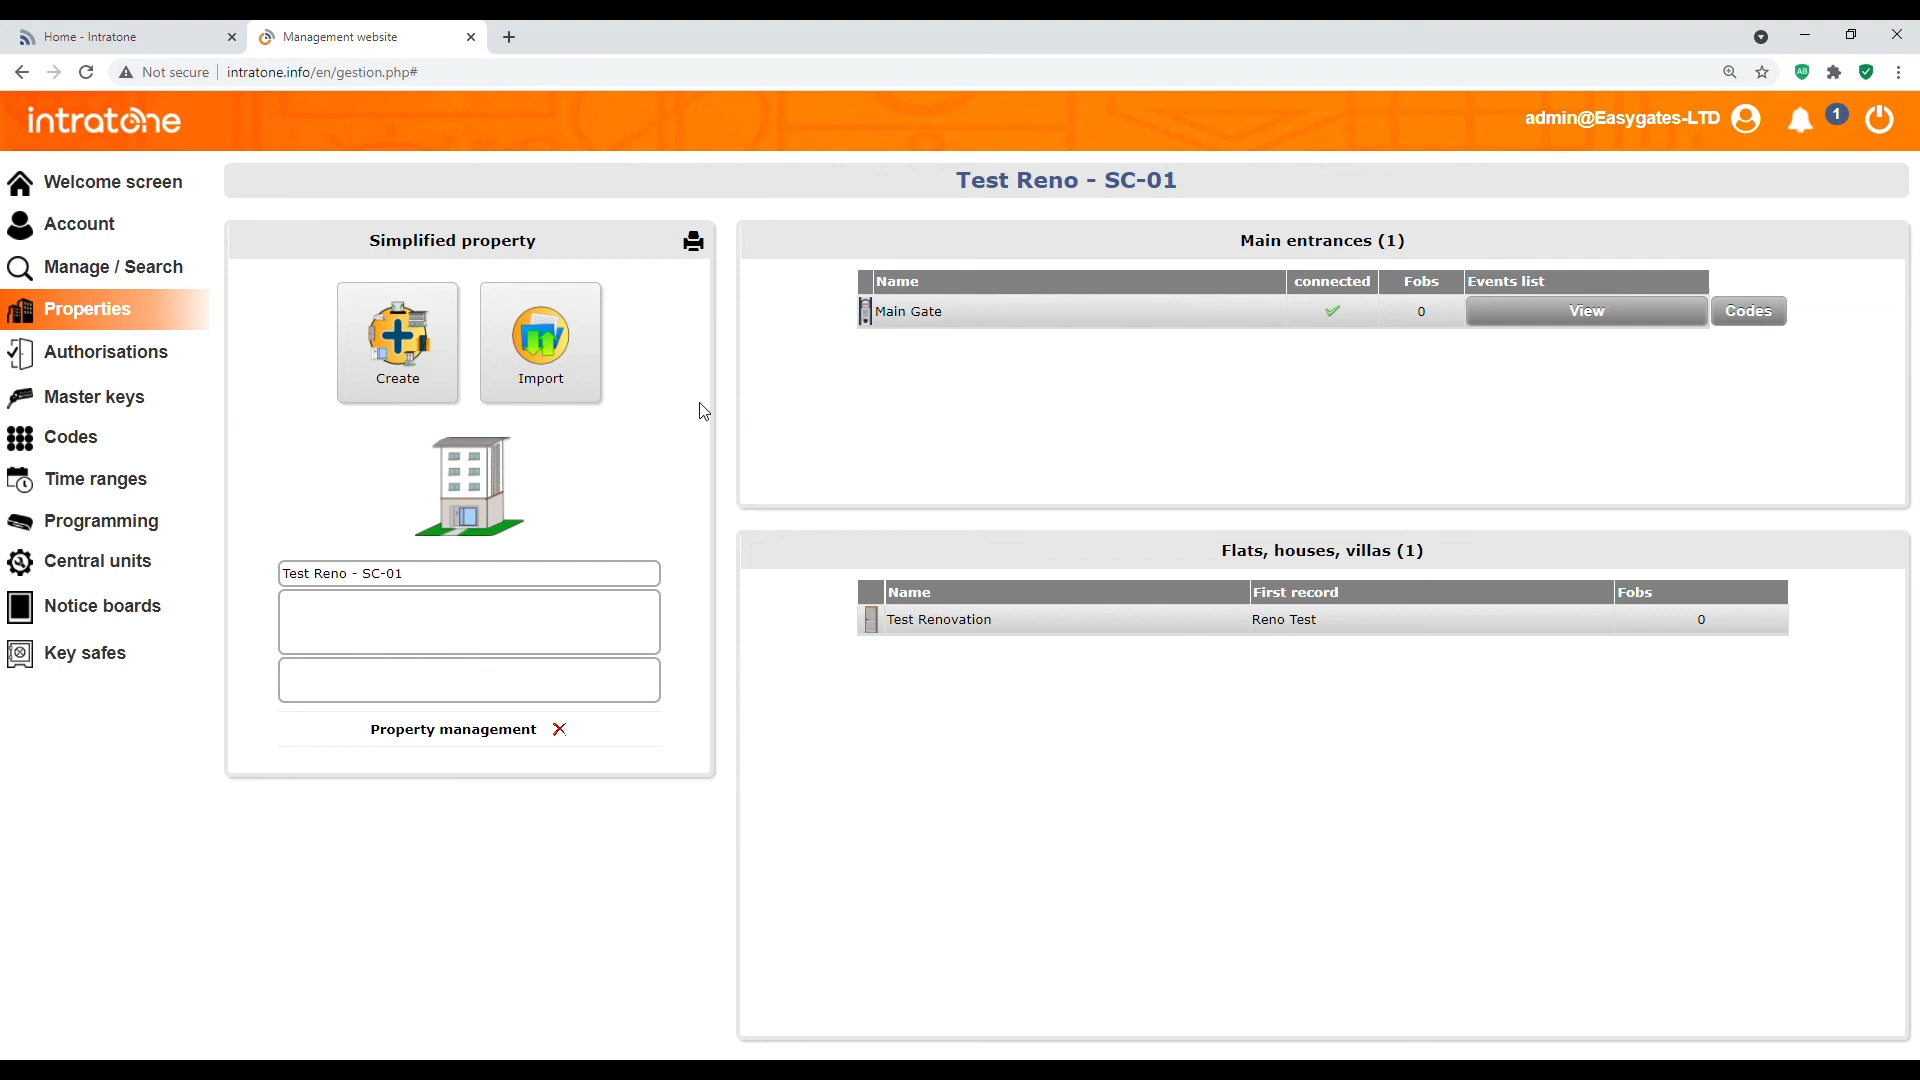 Home - Intratone
Management website
Not secure intratone.info/en/gestion.php#
intratone
admin@Easygates-LTD
1
Welcome screen
Account
Manage / Search
Properties
Authorisations
Master keys
Codes
Time ranges
Programming
Central units
Notice boards
Key safes
Test Reno - SC-01
Simplified property
Create
Import
Test Reno - SC-01
Property management
Main entrances (1)
Name connected Fobs Events list
Main Gate 0 View Codes
Flats, houses, villas (1)
Name First record Fobs
Test Renovation Reno Test 0